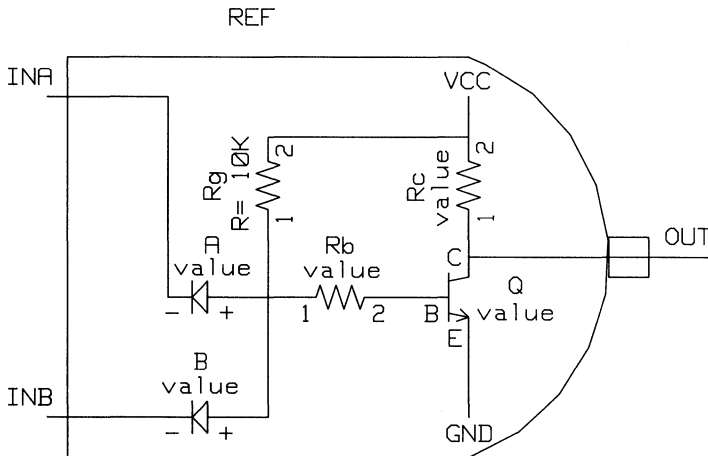 REF
INA
VCC
Rg
R= 10K
2
1
Rc
value
2
1
OUT
A
value
- +
Rb
value
1 2
C
B
E
Q
value
INB
B
value
- +
GND